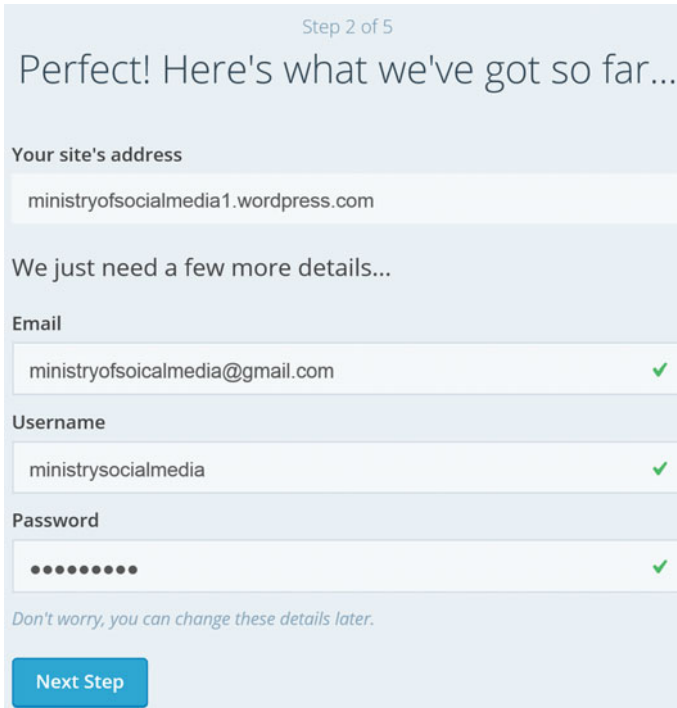 Step 2 of 5
Perfect! Here's what we've got so far...
Your site's address
ministryofsocialmedia1.wordpress.com
We just need a few more details...
Email
ministryofsoicalmedia@gmail.com
Username
ministrysocialmedia
Password
●●●●●●●●●
Don't worry, you can change these details later.
Next Step